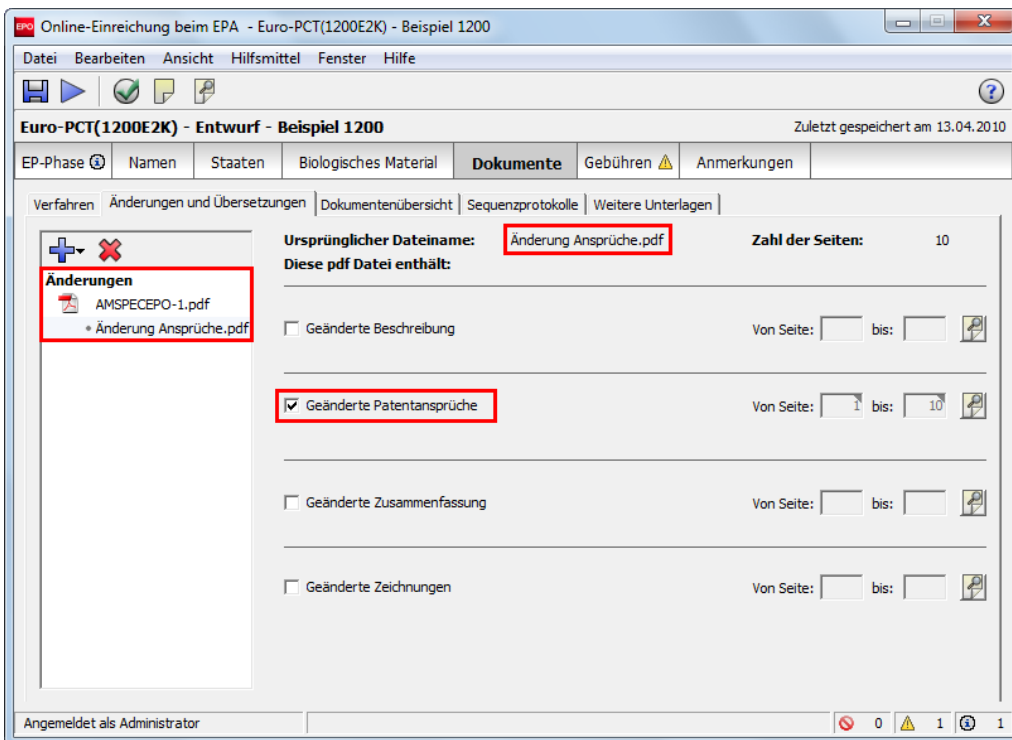 EPO Online-Einreichung beim EPA - Euro-PCT(1200E2K) - Beispiel 1200
Datei Bearbeiten Ansicht Hilfsmittel Fenster Hilfe
Euro-PCT(1200E2K) - Entwurf - Beispiel 1200 Zuletzt gespeichert am 13.04.2010
EP-Phase Namen Staaten Biologisches Material Dokumente Gebühren Anmerkungen
Verfahren Änderungen und Übersetzungen Dokumentenübersicht Sequenzprotokolle Weitere Unterlagen
Ursprünglicher Dateiname: Änderung Ansprüche.pdf Zahl der Seiten: 10
Diese pdf Datei enthält:
Änderungen
AMSPECEPO-1.pdf
• Änderung Ansprüche.pdf
Geänderte Beschreibung Von Seite: bis:
Geänderte Patentansprüche Von Seite: 1 bis: 10
Geänderte Zusammenfassung Von Seite: bis:
Geänderte Zeichnungen Von Seite: bis:
Angemeldet als Administrator 0 1 1